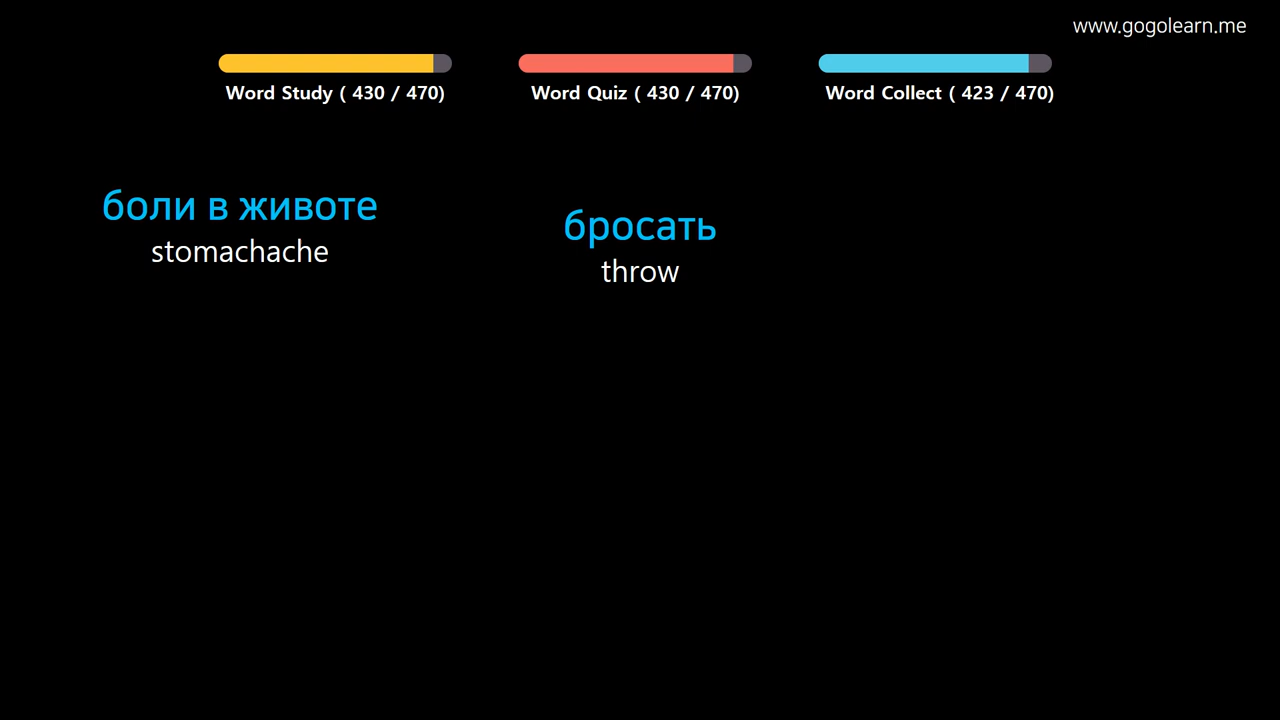 www.gogolearn.me
Word Study ( 430 / 470)
Word Quiz ( 430 / 470)
Word Collect ( 423 / 470)
боли в животе
stomachache
бросать
throw